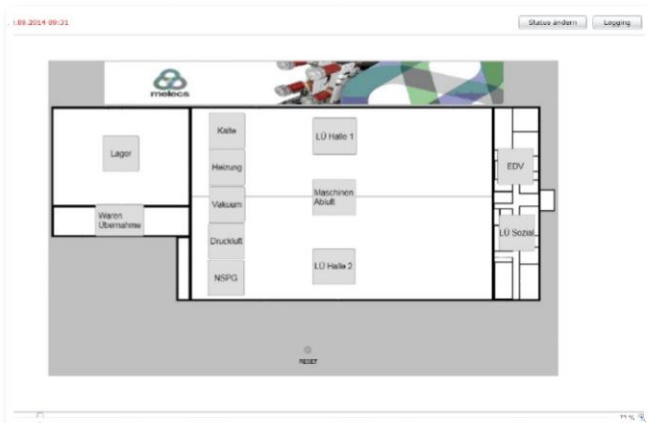 .08.2014 09:31
Status ändern
Logging
melecs
Kälte
LÜ Halle 1
Lager
Heizung
EDV
Maschinen
Abluft
Vakuum
Waren
Übernahme
LÜ Sozial
Druckluft
LÜ Halle 2
NSPG
RESET